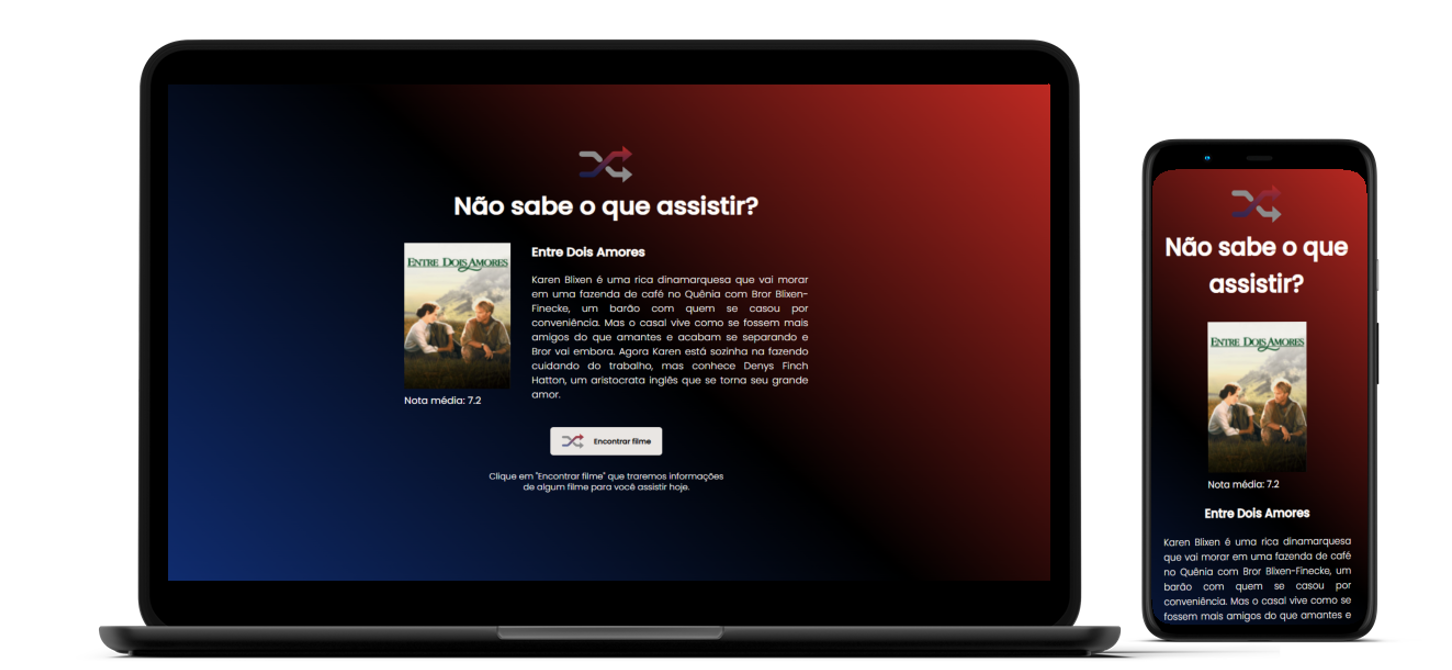 Não sabe o que assistir?
ENTRE DOIS AMORES
Nota média: 7.2
Entre Dois Amores
Karen Blixen é uma rica dinamarquesa que vai morar
em uma fazenda de café no Quênia com Bror Blixen-
Finecke, um barão com quem se casou por
conveniência. Mas o casal vive como se fossem mais
amigos do que amantes e acabam se separando e
Bror vai embora. Agora Karen está sozinha na fazendo
cuidando do trabalho, mas conhece Denys Finch
Hatton, um aristocrata inglês que se torna seu grande
amor.
Encontrar filme
Clique em "Encontrar filme" que traremos informações
de algum filme para você assistir hoje.
Não sabe o que
assistir?
ENTRE DOIS AMORES
Nota média: 7.2
Entre Dois Amores
Karen Blixen é uma rica dinamarquesa
que vai morar em uma fazenda de café
no Quênia com Bror Blixen-Finecke, um
barão com quem se casou por
conveniência. Mas o casal vive como se
fossem mais amigos do que amantes e